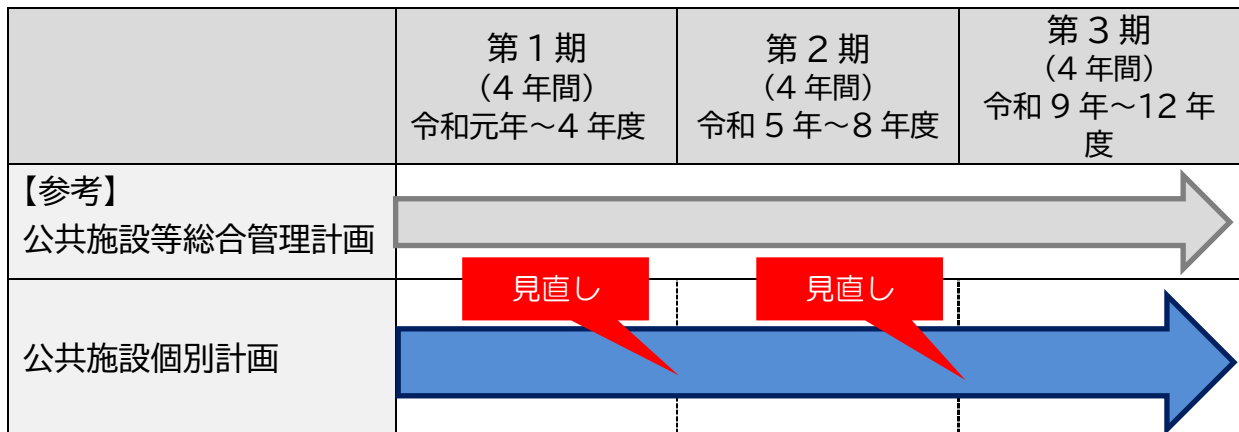 第1期
(4年間)
令和元年～4年度
第2期
(4年間)
令和5年～8年度
第3期
(4年間)
令和9年～12年
度
【参考】
公共施設等総合管理計画
見直し
見直し
公共施設個別計画